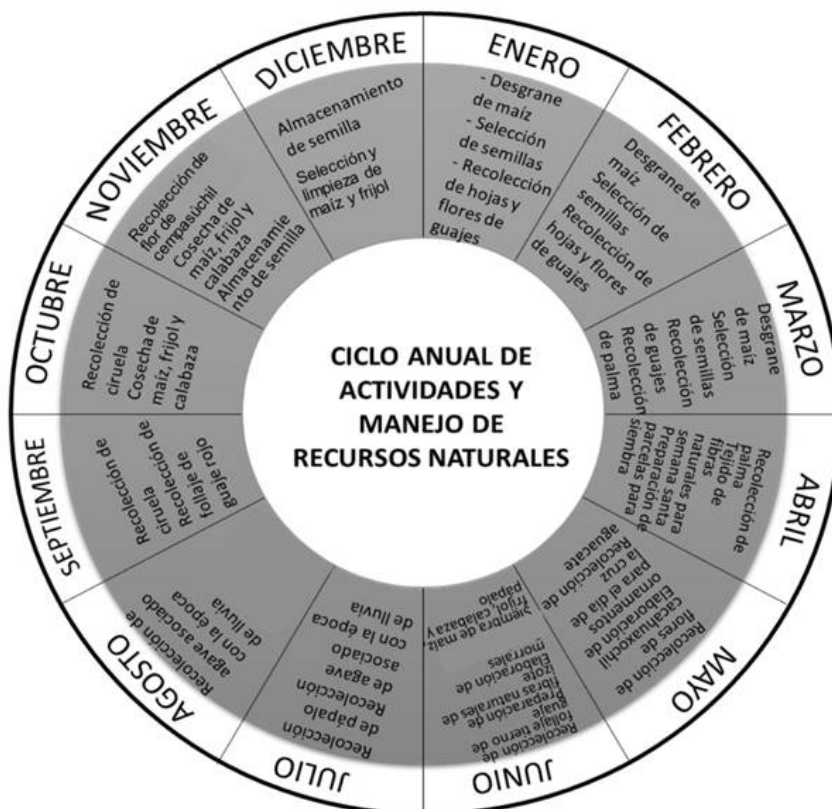 CICLO ANUAL DE
ACTIVIDADES Y
MANEJO DE
RECURSOS NATURALES
ENERO
- Desgrane
de maíz
- Selección
de semillas
- Recolección
de hojas y
flores de
guajes
FEBRERO
Desgrane de
maíz
Selección de
semillas
Recolección de
hojas y flores
de guajes
MARZO
Desgrane
de maíz
Selección
de semillas
Recolección
de guajes
Recolección
de palma
ABRIL
Recolección de
palma
Tejido de
fibras
naturales para
semana santa
Preparación de
parcelas para
siembra
MAYO
Recolección de
flores de
cacahuaxochil
Elaboración de
ornamentos
para el día de
la cruz
Recolección de
aguacate
JUNIO
Recolección de
follaje tierno de
guaje
Preparación de
fibras naturales de
izote
Elaboración de
morrales
Siembra de maíz,
frijol, calabaza y
pápalo
JULIO
Recolección
de pápalo
Recolección
de agave
asociado
con la época
de lluvia
AGOSTO
Recolección de
agave asociado
con la época
de lluvia
SEPTIEMBRE
Recolección de
ciruela
Recolección de
follaje de
guaje rojo
OCTUBRE
Recolección de
ciruela
Cosecha de
maíz, frijol y
calabaza
NOVIEMBRE
Recolección de
flor de
cempasúchil
Cosecha de
maíz, frijol y
calabaza
Almacenamie
nto de semilla
DICIEMBRE
Almacenamiento
de semilla
Selección y
limpieza de
maíz y frijol